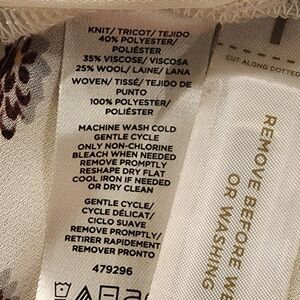 KNIT/ TRICOT/ TEJIDO
40% POLYESTER/
POLIÉSTER
35% VISCOSE/ VISCOSA
25% WOOL/ LAINE/ LANA
WOVEN/ TISSÉ/ TEJIDO DE
PUNTO
100% POLYESTER/
POLIÉSTER
MACHINE WASH COLD
GENTLE CYCLE
ONLY NON-CHLORINE
BLEACH WHEN NEEDED
REMOVE PROMPTLY
RESHAPE DRY FLAT
COOL IRON IF NEEDED
OR DRY CLEAN
GENTLE CYCLE/
CYCLE DÉLICAT/
CICLO SUAVE
REMOVE PROMPTLY/
RETIRER RAPIDEMENT
REMOVER PRONTO
479296
CUT ALONG DOTTED
REMOVE BEFORE W
OR WASHING